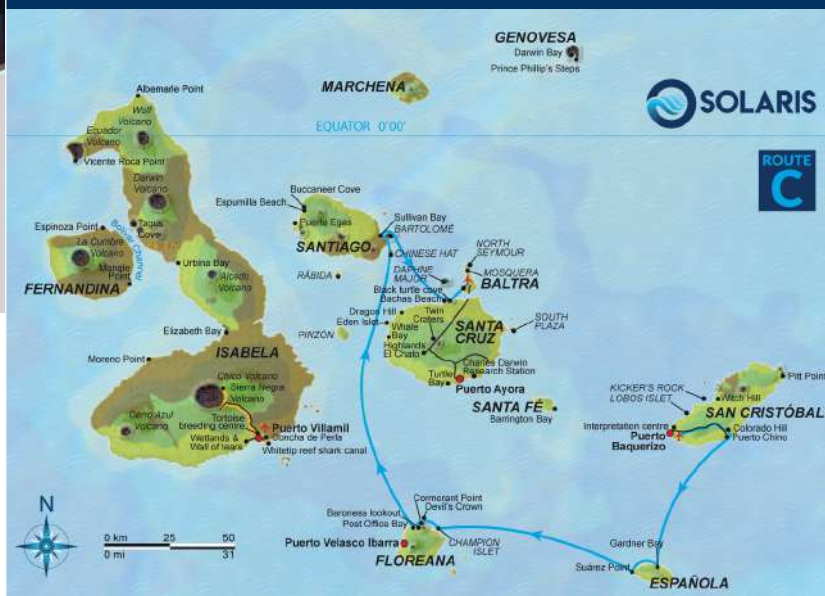 GENOVESA
Darwin Bay
Prince Phillip's Steps
MARCHENA
SOLARIS
ROUTE
C
EQUATOR 0°00'
Albemarle Point
Wolf
Volcano
Ecuador
Volcano
Vicente Roca Point
Darwin
Volcano
Tagus
Cove
Bolívar Channel
Espinoza Point
La Cumbre
Volcano
Mangle
Point
FERNANDINA
Urbina Bay
Alcedo
Volcano
Elizabeth Bay
ISABELA
Moreno Point
Chico Volcano
Sierra Negra
Volcano
Cerro Azul
Volcano
Tortoise
breeding centre
Puerto Villamil
Concha de Perla
Wetlands &
Wall of tears
Whitetip reef shark canal
Buccaneer Cove
Espumilla Beach
Puerto Egas
SANTIAGO
Sullivan Bay
BARTOLOMÉ
CHINESE HAT
RÁBIDA
PINZÓN
NORTH
SEYMOUR
MOSQUERA
DAPHNE
MAJOR
BALTRA
Black turtle cove
Bachas Beach
Dragon Hill
Eden Islet
Whale
Bay
Twin
Craters
SANTA
CRUZ
SOUTH
PLAZA
Highlands
El Chato
Charles Darwin
Research Station
Turtle
Bay
Puerto Ayora
SANTA FÉ
Barrington Bay
Pitt Point
KICKER'S ROCK
LOBOS ISLET
Witch Hill
SAN CRISTÓBAL
Interpretation centre
Puerto
Baquerizo
Colorado Hill
Puerto Chino
Cormorant Point
Devil's Crown
Baroness lookout
Post Office Bay
Puerto Velasco Ibarra
CHAMPION
ISLET
FLOREANA
Gardner Bay
Suárez Point
ESPAÑOLA
N
0 km 25 50
0 mi 31